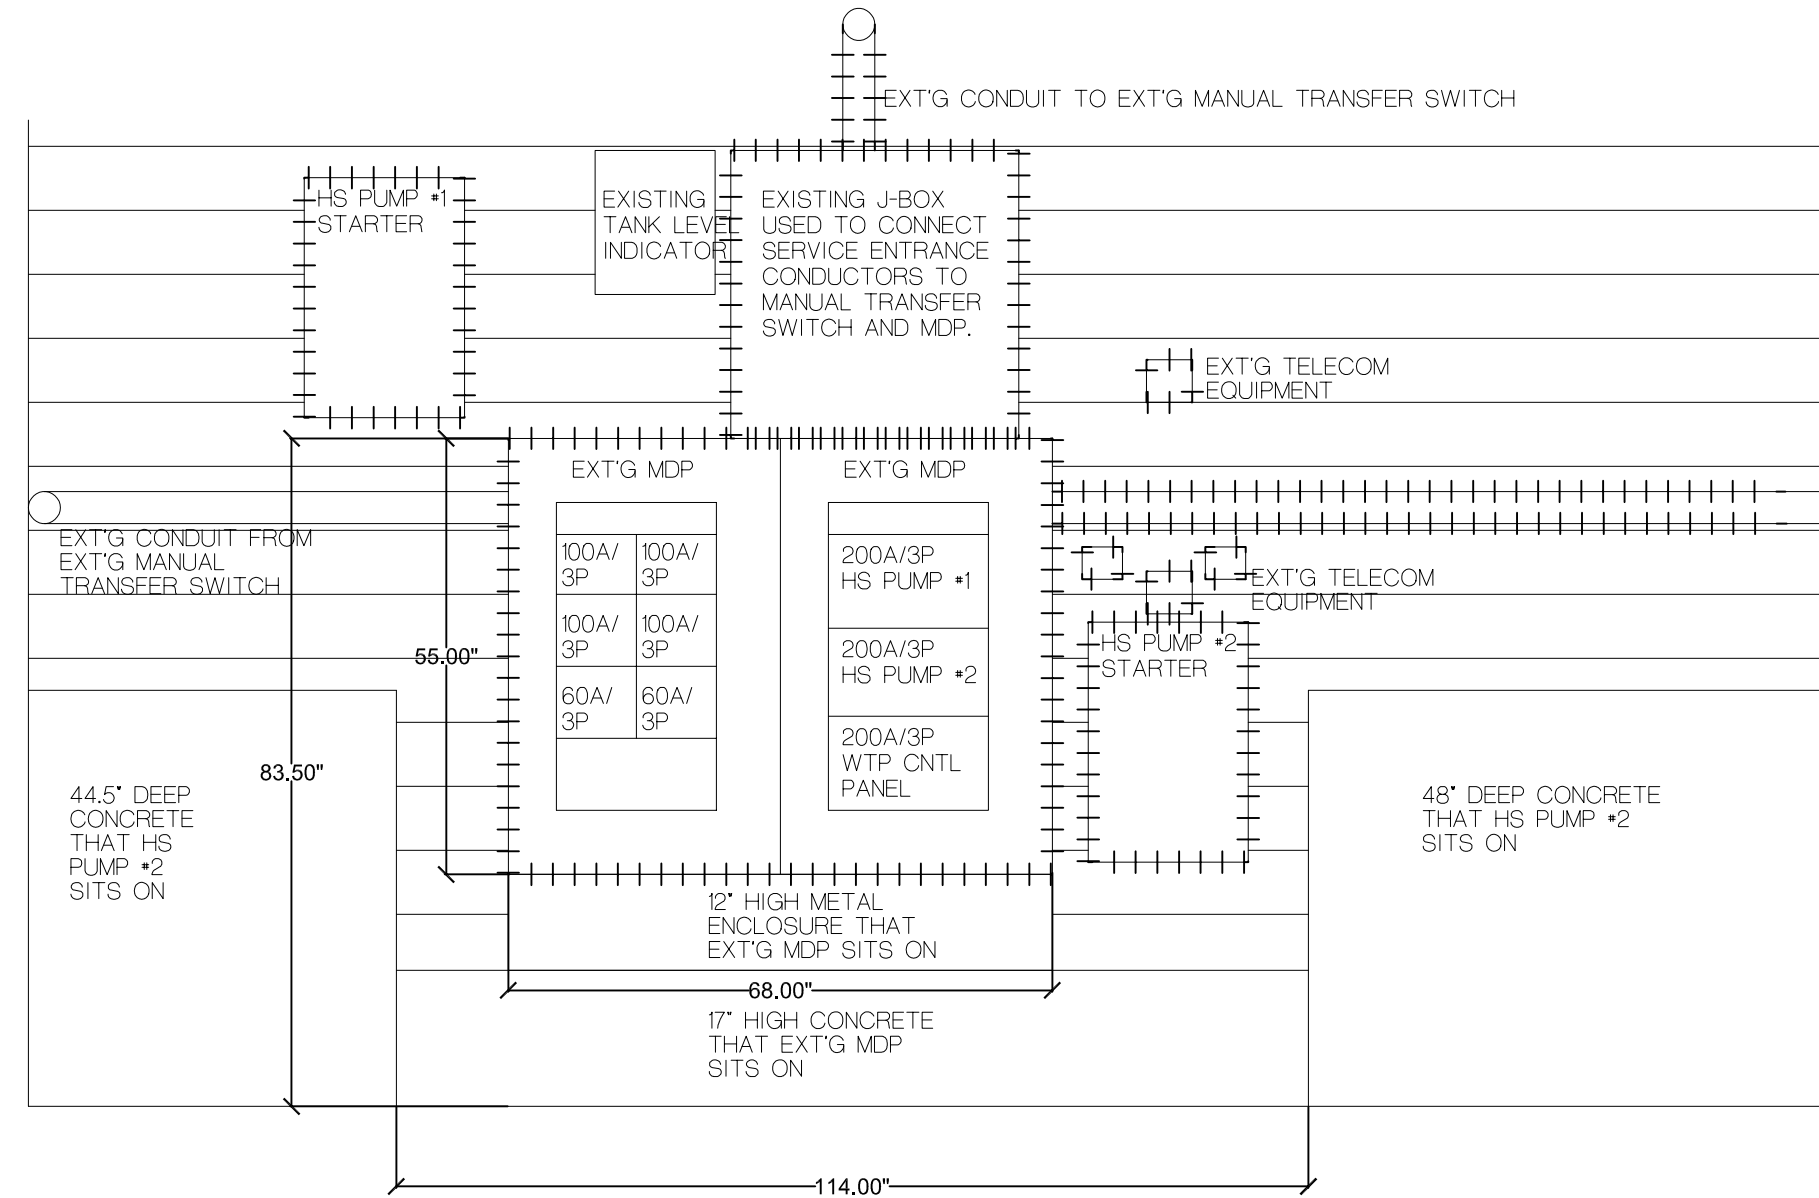 EXT'G CONDUIT TO EXT'G MANUAL TRANSFER SWITCH
HS PUMP #1
STARTER
EXISTING
TANK LEVEL
INDICATOR
EXISTING J-BOX
USED TO CONNECT
SERVICE ENTRANCE
CONDUCTORS TO
MANUAL TRANSFER
SWITCH AND MDP.
EXT'G TELECOM
EQUIPMENT
EXT'G MDP
EXT'G MDP
EXT'G CONDUIT FROM
EXT'G MANUAL
TRANSFER SWITCH
100A/
3P
100A/
3P
100A/
3P
100A/
3P
60A/
3P
60A/
3P
200A/3P
HS PUMP #1
200A/3P
HS PUMP #2
200A/3P
WTP CNTL
PANEL
EXT'G TELECOM
EQUIPMENT
HS PUMP #2
STARTER
55.00"
83.50"
44.5" DEEP
CONCRETE
THAT HS
PUMP #2
SITS ON
48" DEEP CONCRETE
THAT HS PUMP #2
SITS ON
12" HIGH METAL
ENCLOSURE THAT
EXT'G MDP SITS ON
68.00"
17" HIGH CONCRETE
THAT EXT'G MDP
SITS ON
114.00"